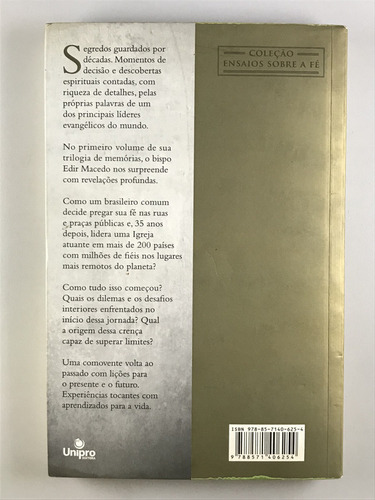 Segredos guardados por
décadas. Momentos de
decisão e descobertas
espirituais contadas, com
riqueza de detalhes, pelas
próprias palavras de um
dos principais líderes
evangélicos do mundo.
No primeiro volume de sua
trilogia de memórias, o bispo
Edir Macedo nos surpreende
com revelações profundas.
Como um brasileiro comum
decide pregar sua fé nas ruas
e praças públicas e, 35 anos
depois, lidera uma Igreja
atuante em mais de 200 países
com milhões de fiéis nos lugares
mais remotos do planeta?
Como tudo isso começou?
Quais os dilemas e os desafios
interiores enfrentados no
início dessa jornada? Qual
a origem dessa crença
capaz de superar limites?
Uma comovente volta ao
passado com lições para
o presente e o futuro.
Experiências tocantes com
aprendizados para a vida.
Unipro
EDITORA
COLEÇÃO
ENSAIOS SOBRE A FÉ
ISBN 978-85-7140-625-4
9 788571 406254